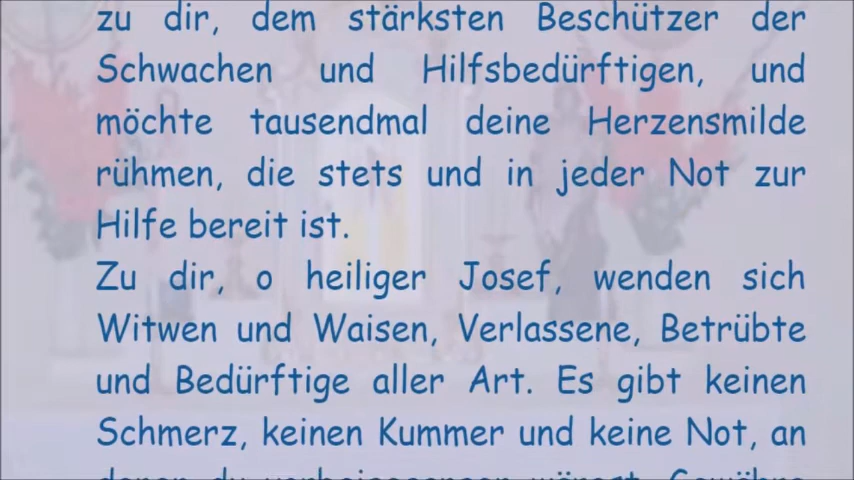 zu dir, dem stärksten Beschützer der
Schwachen und Hilfsbedürftigen, und
möchte tausendmal deine Herzensmilde
rühmen, die stets und in jeder Not zur
Hilfe bereit ist.
Zu dir, o heiliger Josef, wenden sich
Witwen und Waisen, Verlassene, Betrübte
und Bedürftige aller Art. Es gibt keinen
Schmerz, keinen Kummer und keine Not, an